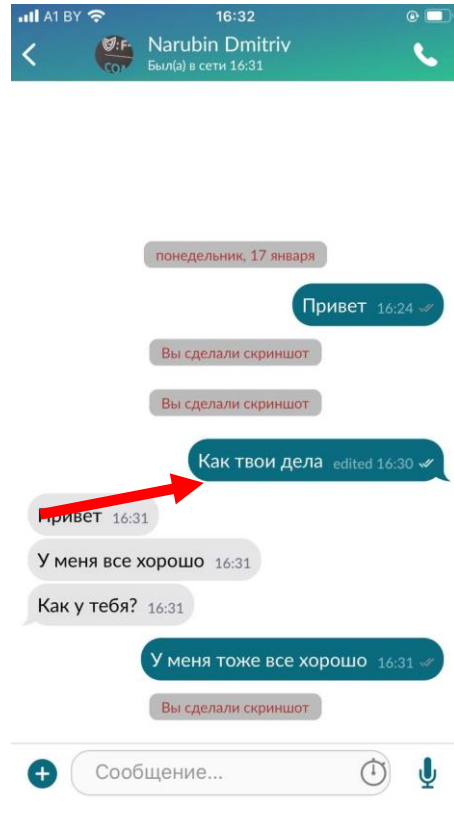 A1 BY 16:32
Narubin Dmitriv
Был(а) в сети 16:31
понедельник, 17 января
Привет 16:24
Вы сделали скриншот
Вы сделали скриншот
Как твои дела edited 16:30
Привет 16:31
У меня все хорошо 16:31
Как у тебя? 16:31
У меня тоже все хорошо 16:31
Вы сделали скриншот
Сообщение...